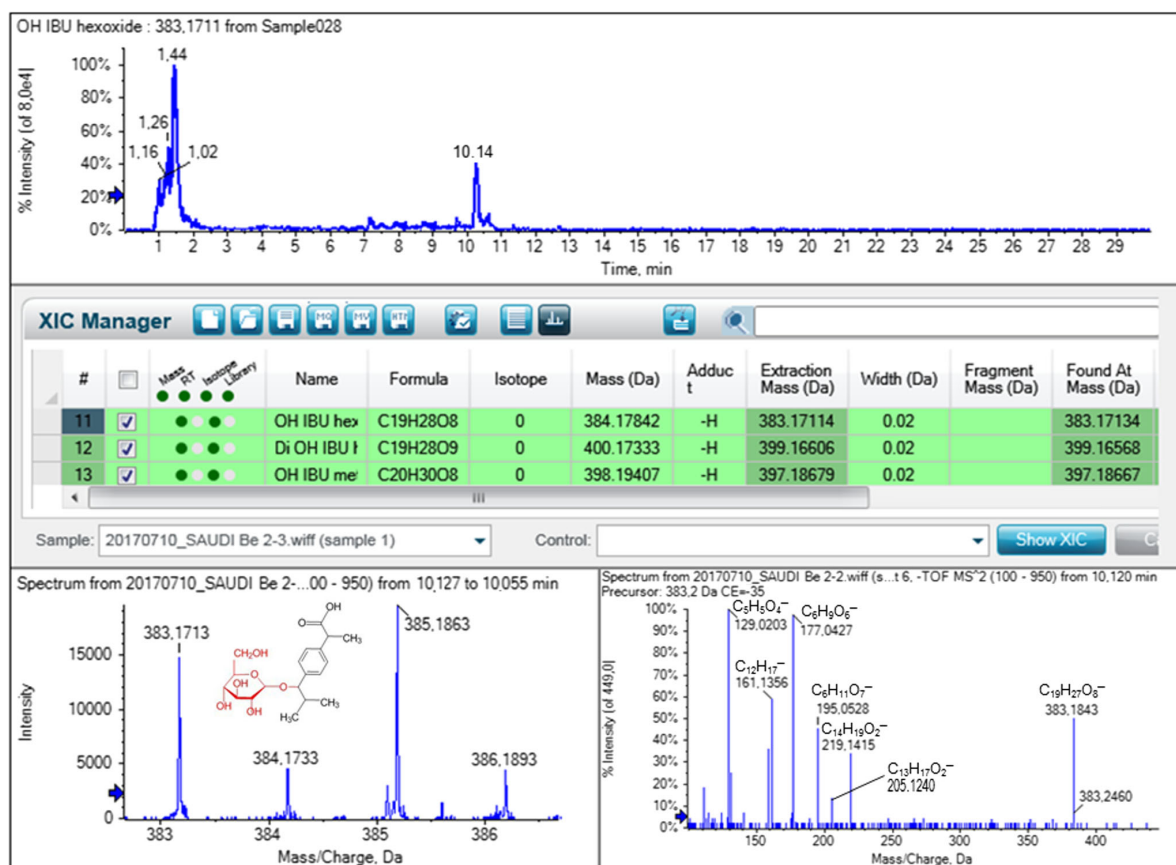 OH IBU hexoxide : 383,1711 from Sample028
% Intensity (of 8,0e4)
100%
80%
60%
40%
20%
0%
1,44
1,26
1,16
1,02
10.14
1 2 3 4 5 6 7 8 9 10 11 12 13 14 15 16 17 18 19 20 21 22 23 24 25 26 27 28 29
Time, min
XIC Manager
# Mass RT Isotope Library Name Formula Isotope Mass (Da) Adduc t Extraction Mass (Da) Width (Da) Fragment Mass (Da) Found At Mass (Da)
11 OH IBU hex C19H28O8 0 384.17842 -H 383.17114 0.02 383.17134
12 Di OH IBU h C19H28O9 0 400.17333 -H 399.16606 0.02 399.16568
13 OH IBU me C20H30O8 0 398.19407 -H 397.18679 0.02 397.18667
Sample: 20170710_SAUDI Be 2-3.wiff (sample 1) Control: Show XIC
Spectrum from 20170710_SAUDI Be 2-...00 - 950) from 10,127 to 10,055 min
Intensity
15000
10000
5000
0
383,1713
384,1733
385,1863
386,1893
OH
O
CH₃
CH₂OH
O
OH
OH
OH
O
CH₃
H₃C
383 384 385 386
Mass/Charge, Da
Spectrum from 20170710_SAUDI Be 2-2.wiff (s...t 6, -TOF MS^2 (100 - 950) from 10,120 min
Precursor: 383,2 Da CE=-35
% Intensity (of 449,0)
100%
90%
80%
70%
60%
50%
40%
30%
20%
10%
0%
C₅H₅O₄⁻
129,0203
C₆H₉O₆⁻
177,0427
C₁₂H₁₇⁻
161,1356
C₆H₁₁O₇⁻
195,0528
C₁₄H₁₉O₂⁻
219,1415
C₁₃H₁₇O₂⁻
205.1240
C₁₉H₂₇O₈⁻
383,1843
383,2460
150 200 250 300 350 400
Mass/Charge, Da